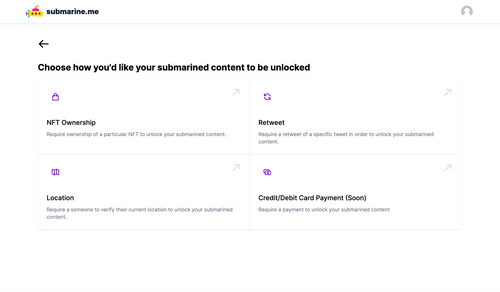 submarine.me
Choose how you'd like your submarined content to be unlocked
NFT Ownership
Require ownership of a particular NFT to unlock your submarined content.
Retweet
Require a retweet of a specific tweet in order to unlock your submarined
content.
Location
Require a someone to verify their current location to unlock your submarined
content.
Credit/Debit Card Payment (Soon)
Require a payment to unlock your submarined content